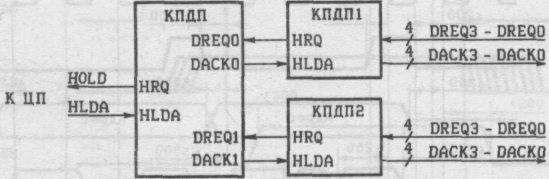 КПДП
КПДП1
DREQ0
HRQ
4 DREQ3 - DREQ0
DACK0
HLDA
4 DACK3 - DACK0
К ЦП
HOLD
HRQ
HLDA
HLDA
КПДП2
DREQ1
HRQ
4 DREQ3 - DREQ0
DACK1
HLDA
4 DACK3 - DACK0